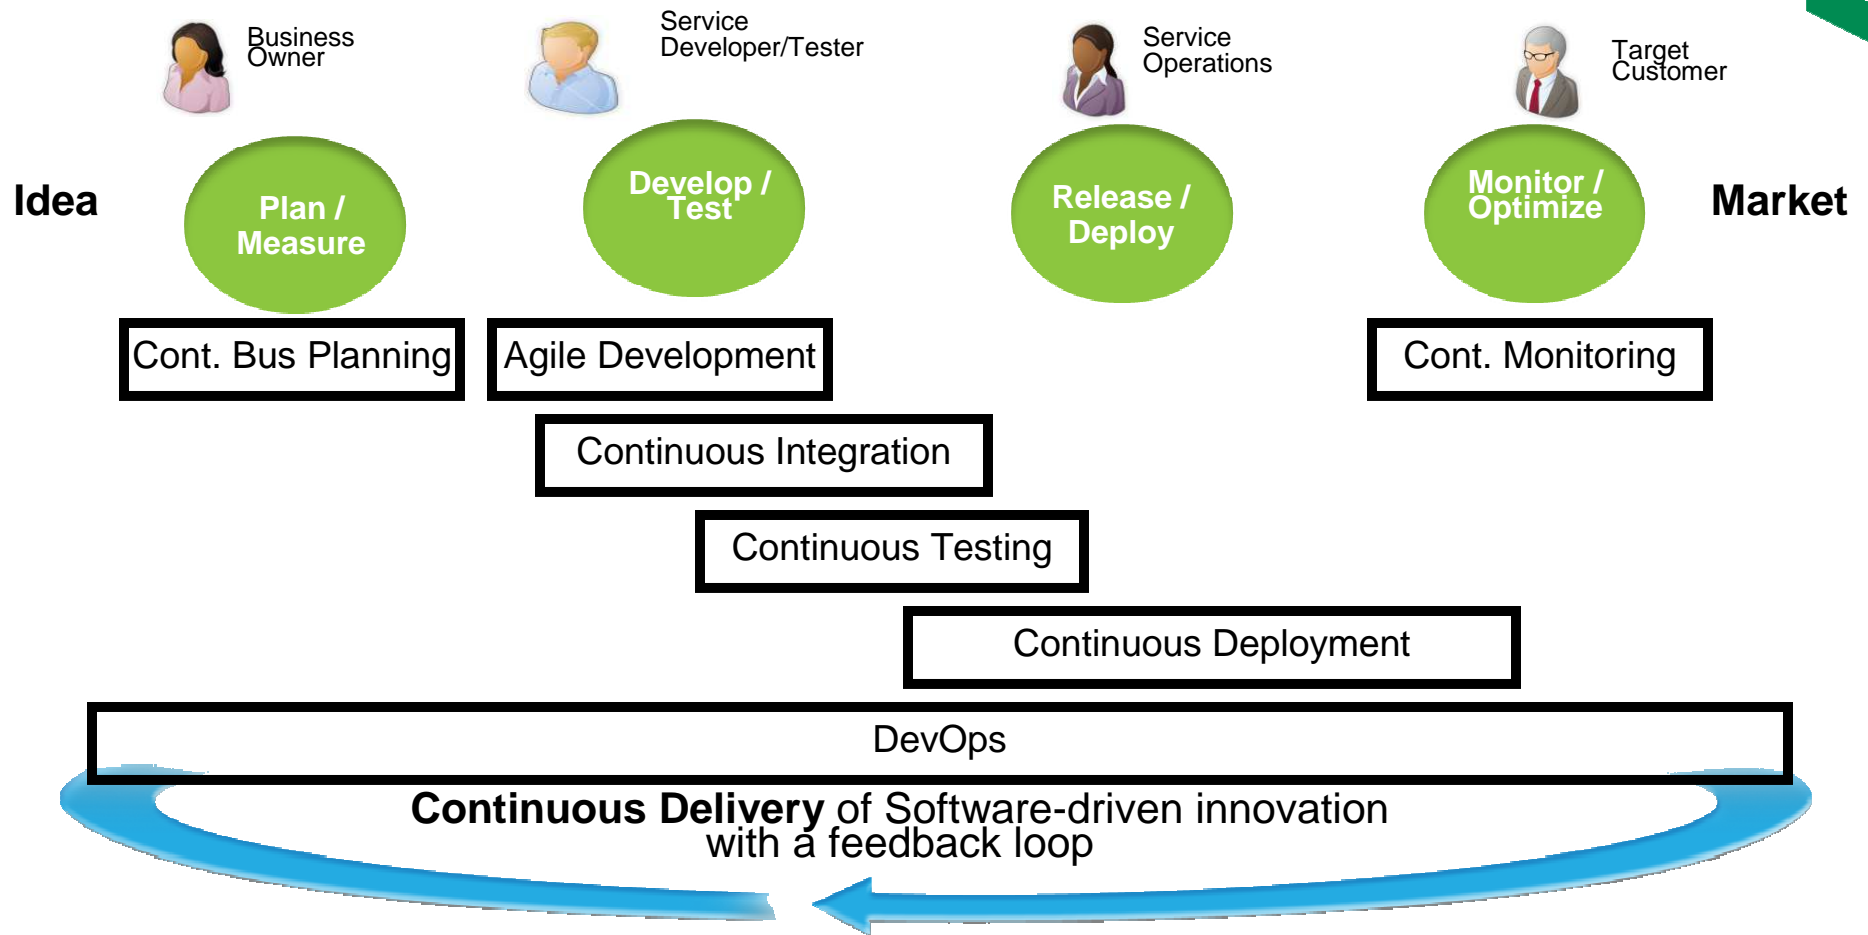 Business
Owner
Service
Developer/Tester
Service
Operations
Target
Customer
Idea
Plan /
Measure
Develop /
Test
Release /
Deploy
Monitor /
Optimize
Market
Cont. Bus Planning
Agile Development
Cont. Monitoring
Continuous Integration
Continuous Testing
Continuous Deployment
DevOps
Continuous Delivery of Software-driven innovation
with a feedback loop